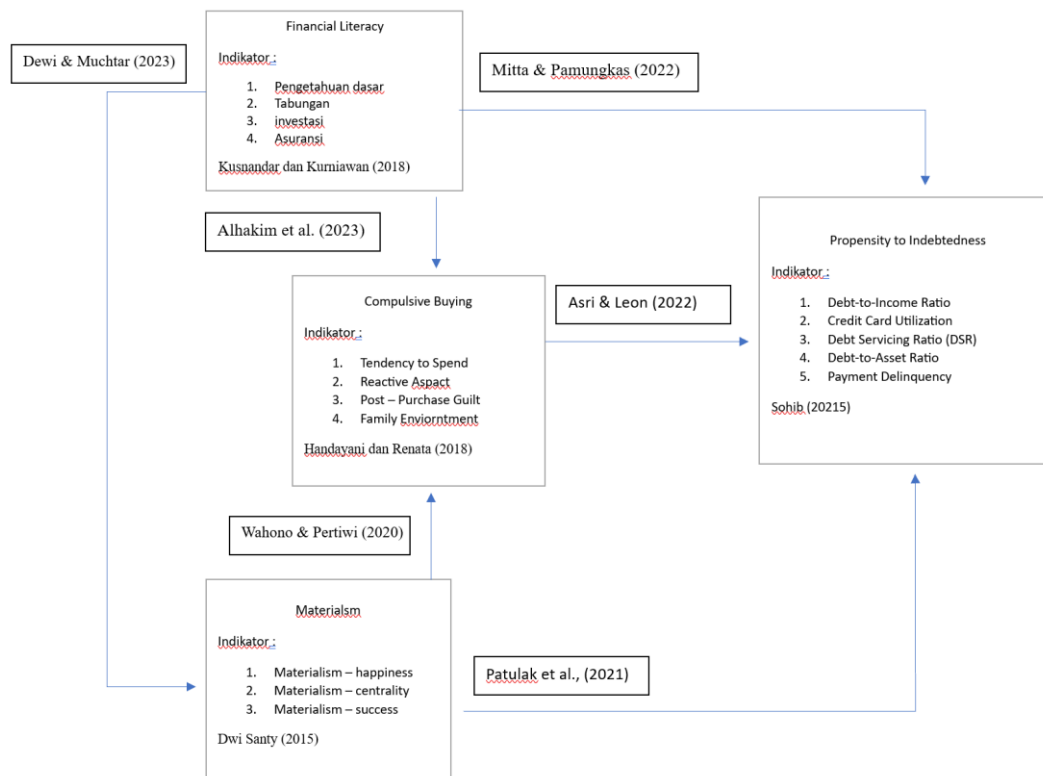 Financial Literacy
Indikator :
1. Pengetahuan dasar
2. Tabungan
3. investasi
4. Asuransi
Kusnandar dan Kurniawan (2018)
Dewi & Muchtar (2023)
Mitta & Pamungkas (2022)
Alhakim et al. (2023)
Propensity to Indebtedness
Indikator :
1. Debt-to-Income Ratio
2. Credit Card Utilization
3. Debt Servicing Ratio (DSR)
4. Debt-to-Asset Ratio
5. Payment Delinquency
Sohib (20215)
Compulsive Buying
Indikator :
1. Tendency to Spend
2. Reactive Aspact
3. Post – Purchase Guilt
4. Family Enviorntment
Handayani dan Renata (2018)
Asri & Leon (2022)
Wahono & Pertiwi (2020)
Materialsm
Indikator :
1. Materialism – happiness
2. Materialism – centrality
3. Materialism – success
Dwi Santy (2015)
Patulak et al., (2021)